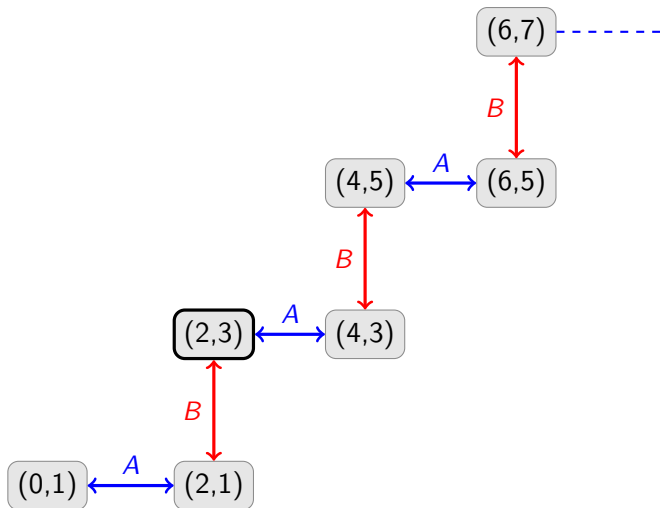 (6,7)
B
(4,5) A (6,5)
B
(2,3) A (4,3)
B
(0,1) A (2,1)